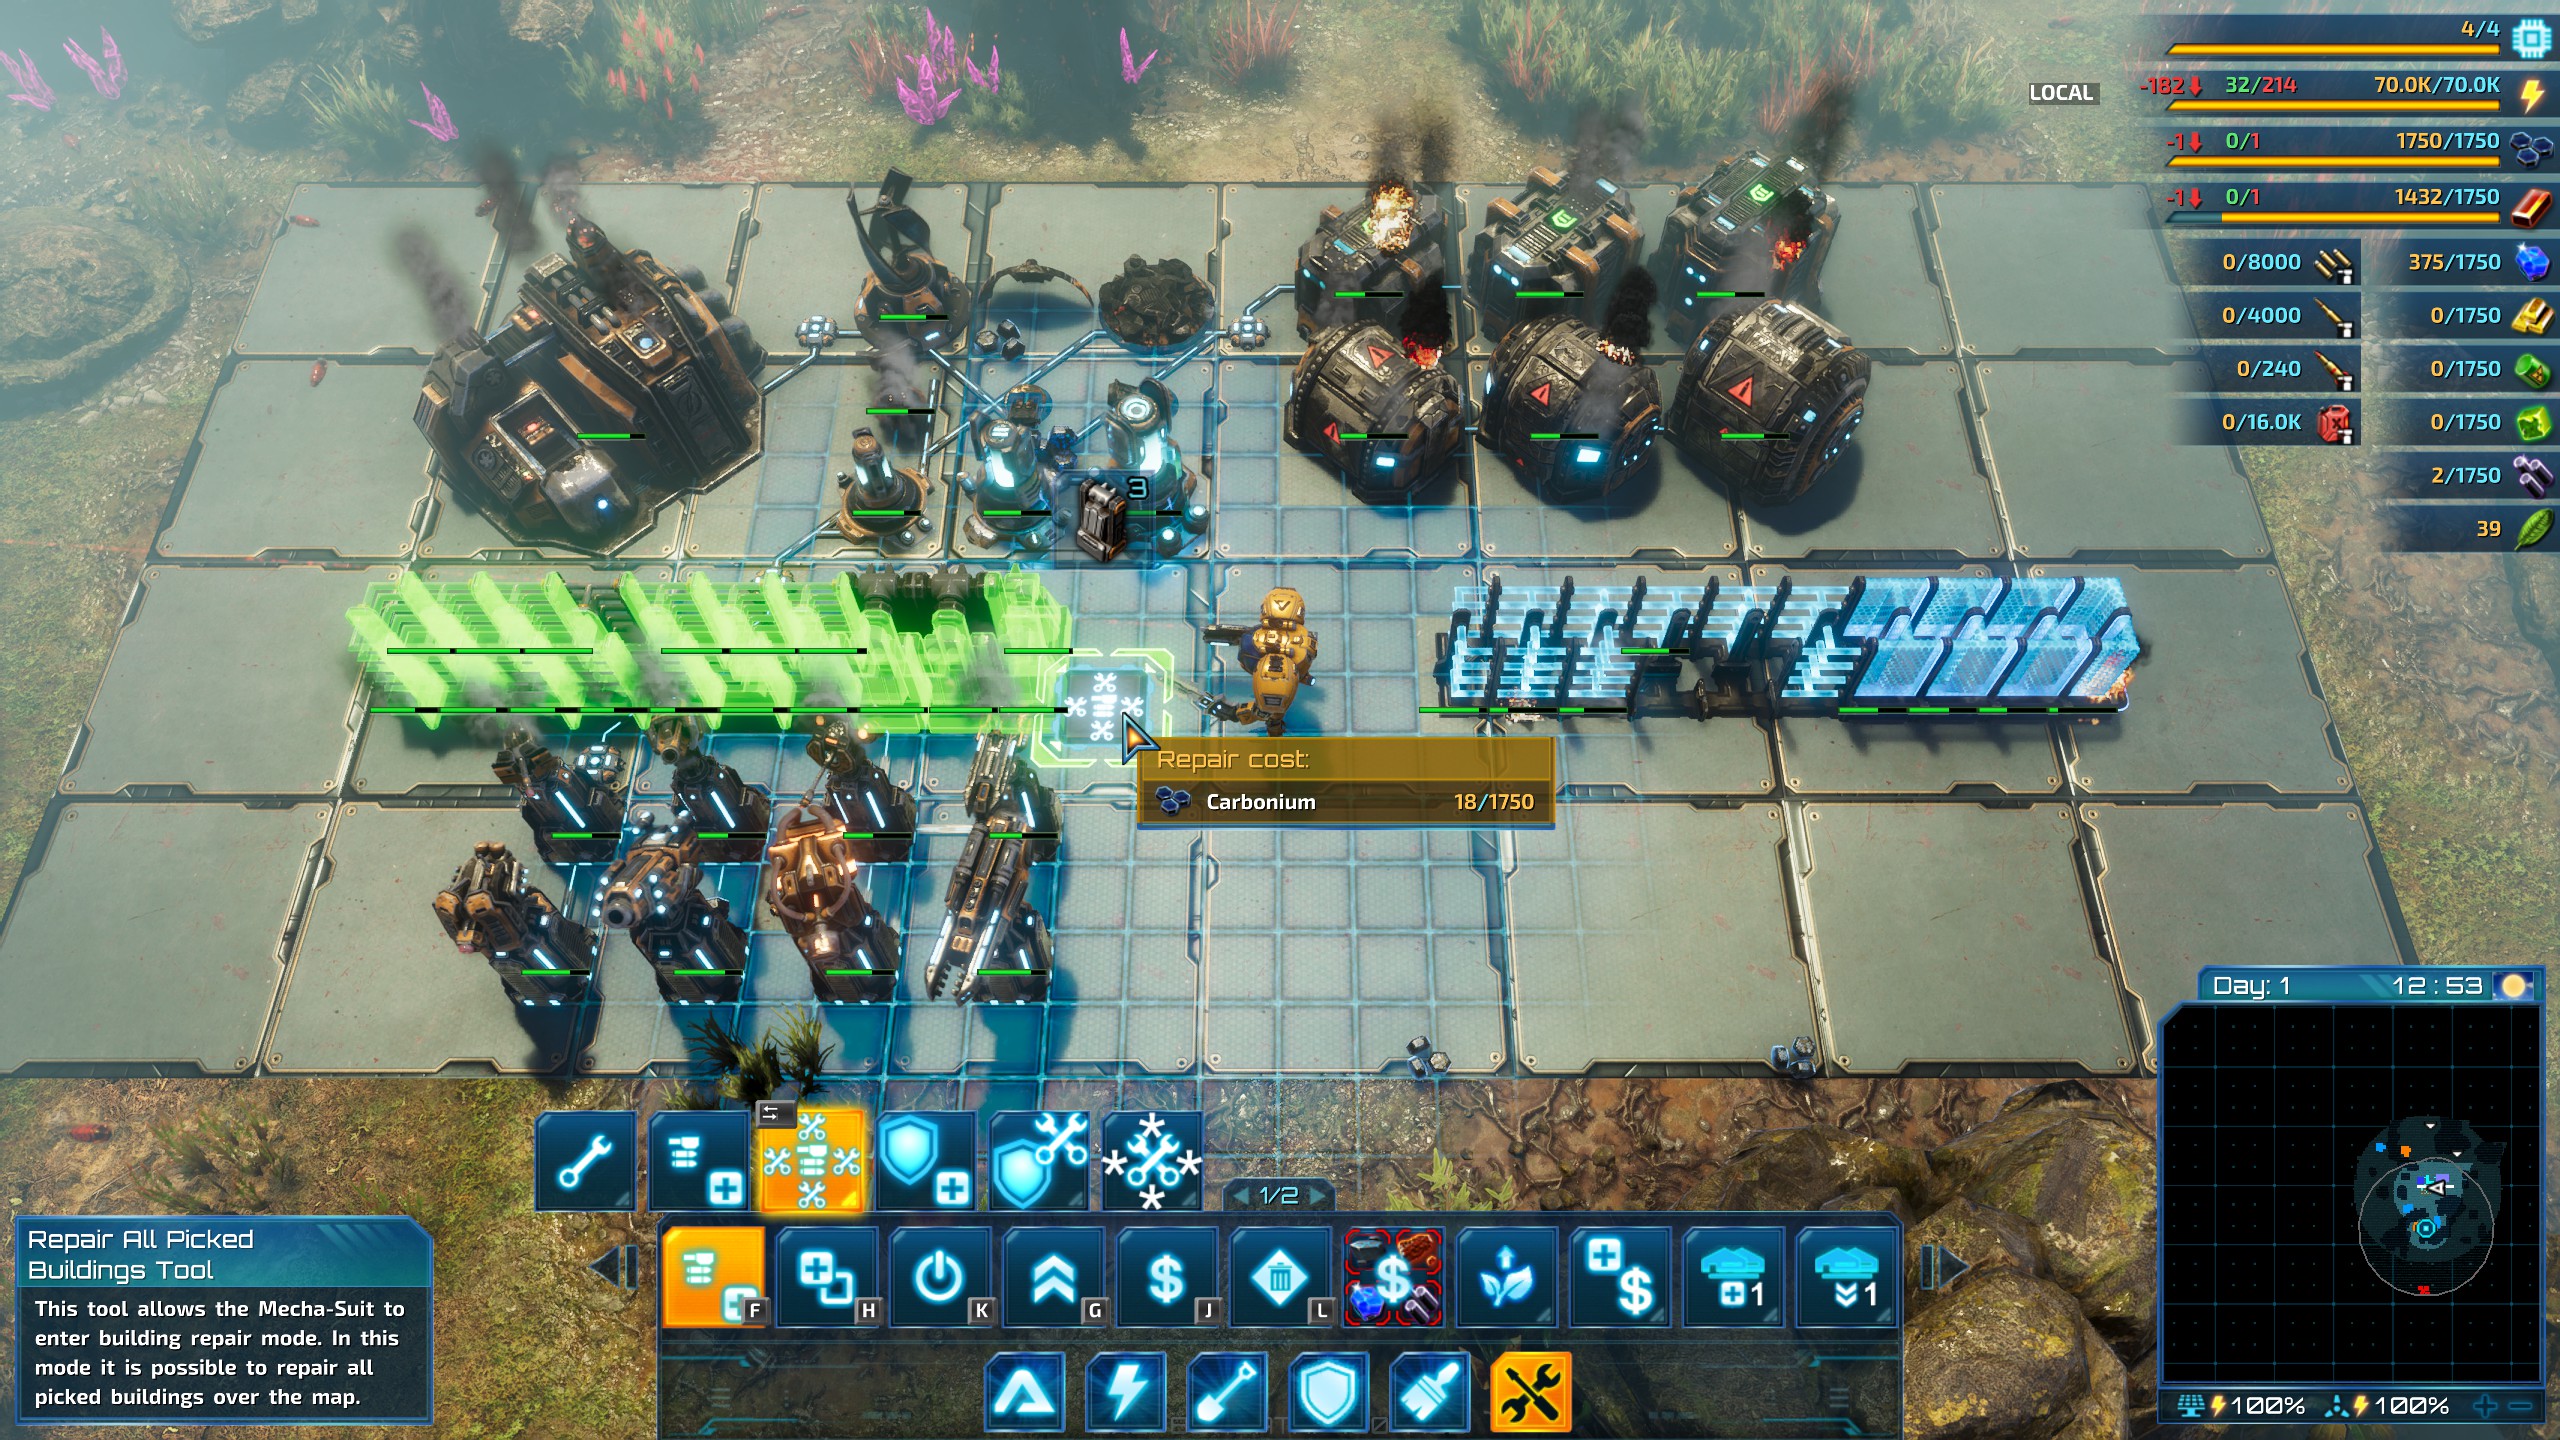 4/4
LOCAL
-182 32/214 70.0K/70.0K
-1 0/1 1750/1750
-1 0/1 1432/1750
0/8000 375/1750
0/4000 0/1750
0/240 0/1750
0/16.0K 0/1750
2/1750
39
3
Repair cost:
Carbonium 18/1750
Day: 1 12:53
1/2
Repair All Picked
Buildings Tool
This tool allows the Mecha-Suit to
enter building repair mode. In this
mode it is possible to repair all
picked buildings over the map.
F H K G J L $ $ 1 1
100% 100%